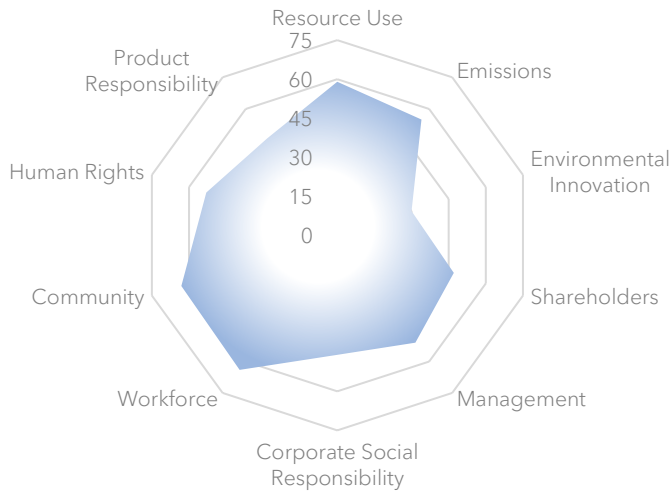 Resource Use
75
Product
Responsibility
Emissions
60
45
Environmental
Innovation
30
Human Rights
15
0
Community
Shareholders
Workforce
Management
Corporate Social
Responsibility